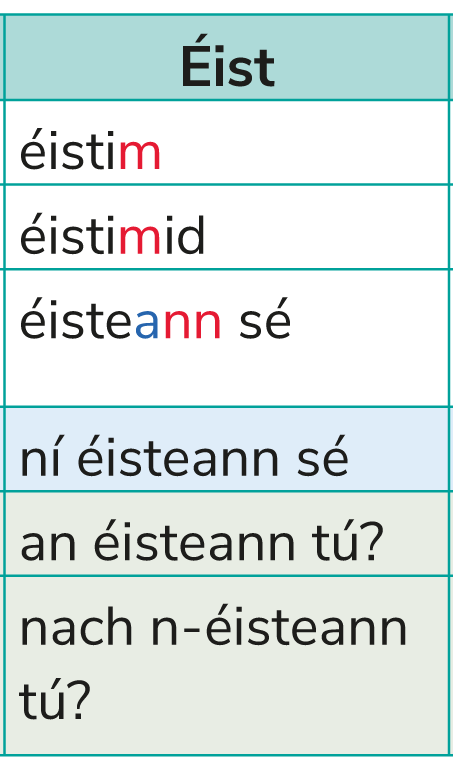 Éist
éistim
éistimid
éisteann sé
ní éisteann sé
an éisteann tú?
nach n-éisteann
tú?